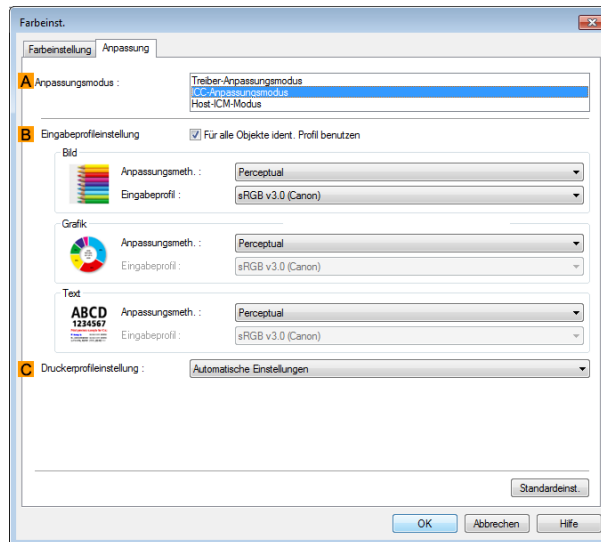 Farbeinst.
Farbeinstellung Anpassung
A Anpassungsmodus : Treiber-Anpassungsmodus
ICC-Anpassungsmodus
Host-ICM-Modus
B Eingabeprofileinstellung Für alle Objekte ident. Profil benutzen
Bild
Anpassungsmeth. : Perceptual
Eingabeprofil : sRGB v3.0 (Canon)
Grafik
Anpassungsmeth. : Perceptual
Eingabeprofil : sRGB v3.0 (Canon)
Text
ABCD
1234567
Anpassungsmeth. : Perceptual
Eingabeprofil : sRGB v3.0 (Canon)
C Druckerprofileinstellung : Automatische Einstellungen
Standardeinst.
OK Abbrechen Hilfe